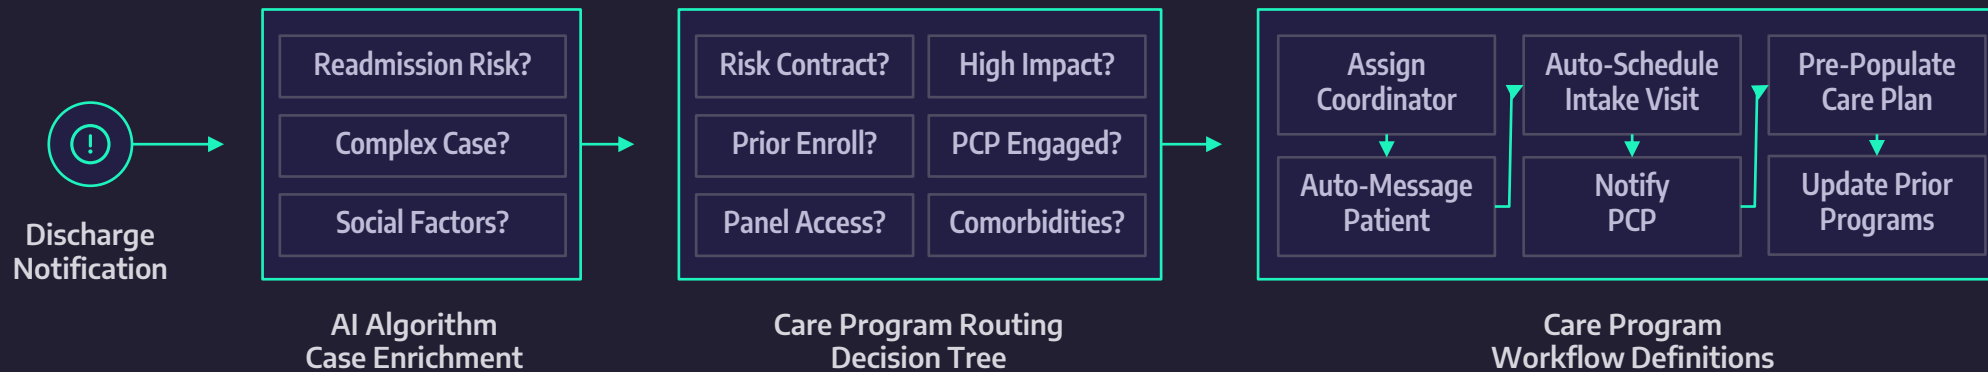 Discharge
Notification
Readmission Risk?
Complex Case?
Social Factors?
AI Algorithm
Case Enrichment
Risk Contract?
High Impact?
Prior Enroll?
PCP Engaged?
Panel Access?
Comorbidities?
Care Program Routing
Decision Tree
Assign
Coordinator
Auto-Message
Patient
Auto-Schedule
Intake Visit
Notify
PCP
Pre-Populate
Care Plan
Update Prior
Programs
Care Program
Workflow Definitions